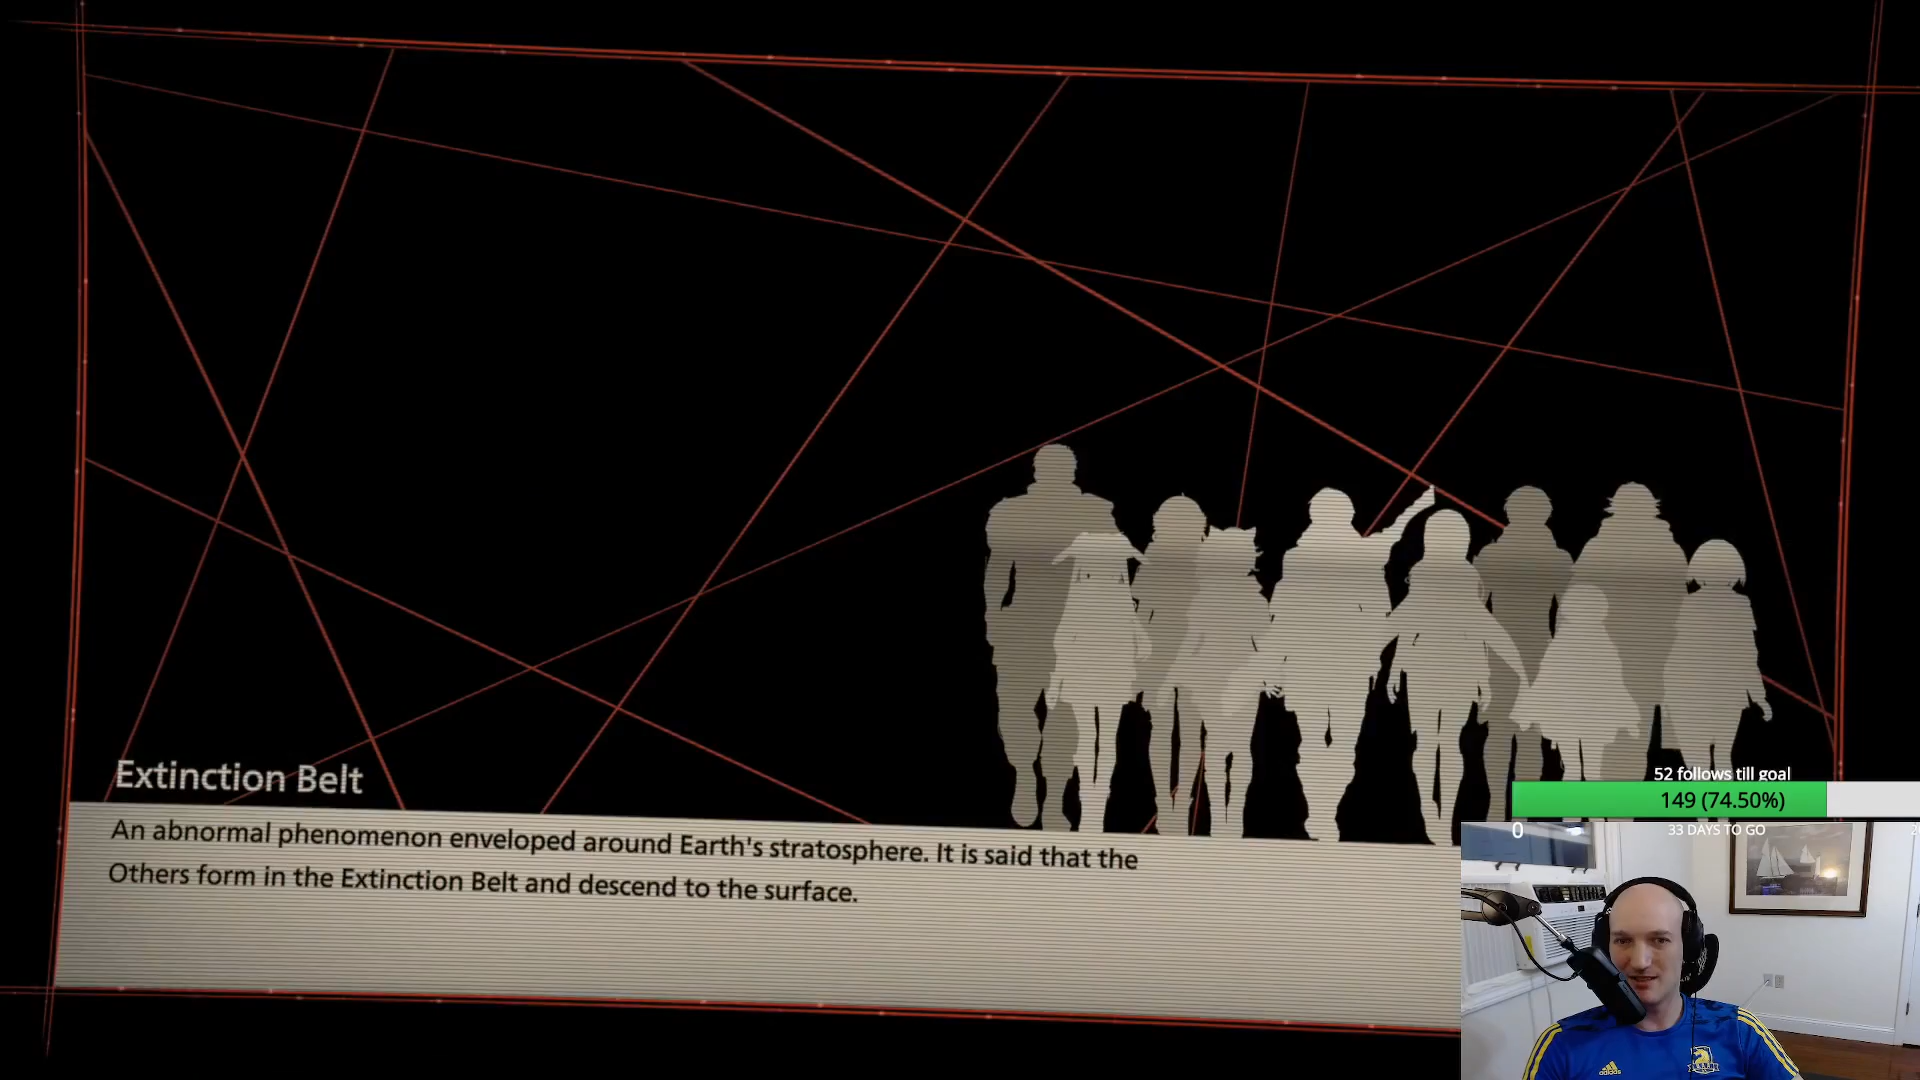 Extinction Belt
An abnormal phenomenon enveloped around Earth's stratosphere. It is said that the
Others form in the Extinction Belt and descend to the surface.
52 follows till goal
149 (74.50%)
0
33 DAYS TO GO
adidas